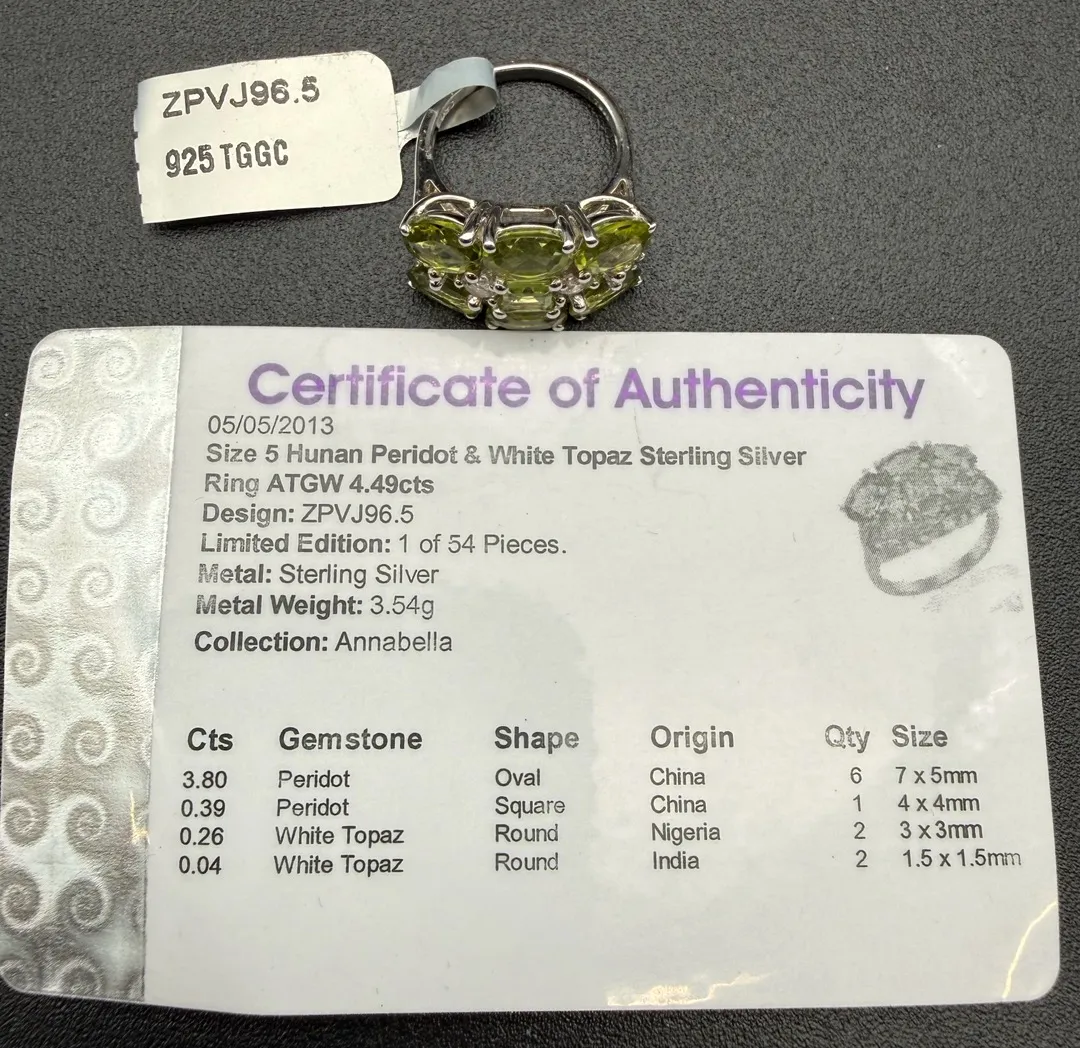 ZPVJ96.5
925 TGGC
Certificate of Authenticity
05/05/2013
Size 5 Hunan Peridot & White Topaz Sterling Silver
Ring ATGW 4.49cts
Design: ZPVJ96.5
Limited Edition: 1 of 54 Pieces.
Metal: Sterling Silver
Metal Weight: 3.54g
Collection: Annabella
Cts Gemstone Shape Origin Qty Size
3.80 Peridot Oval China 6 7 x 5mm
0.39 Peridot Square China 1 4 x 4mm
0.26 White Topaz Round Nigeria 2 3 x 3mm
0.04 White Topaz Round India 2 1.5 x 1.5mm